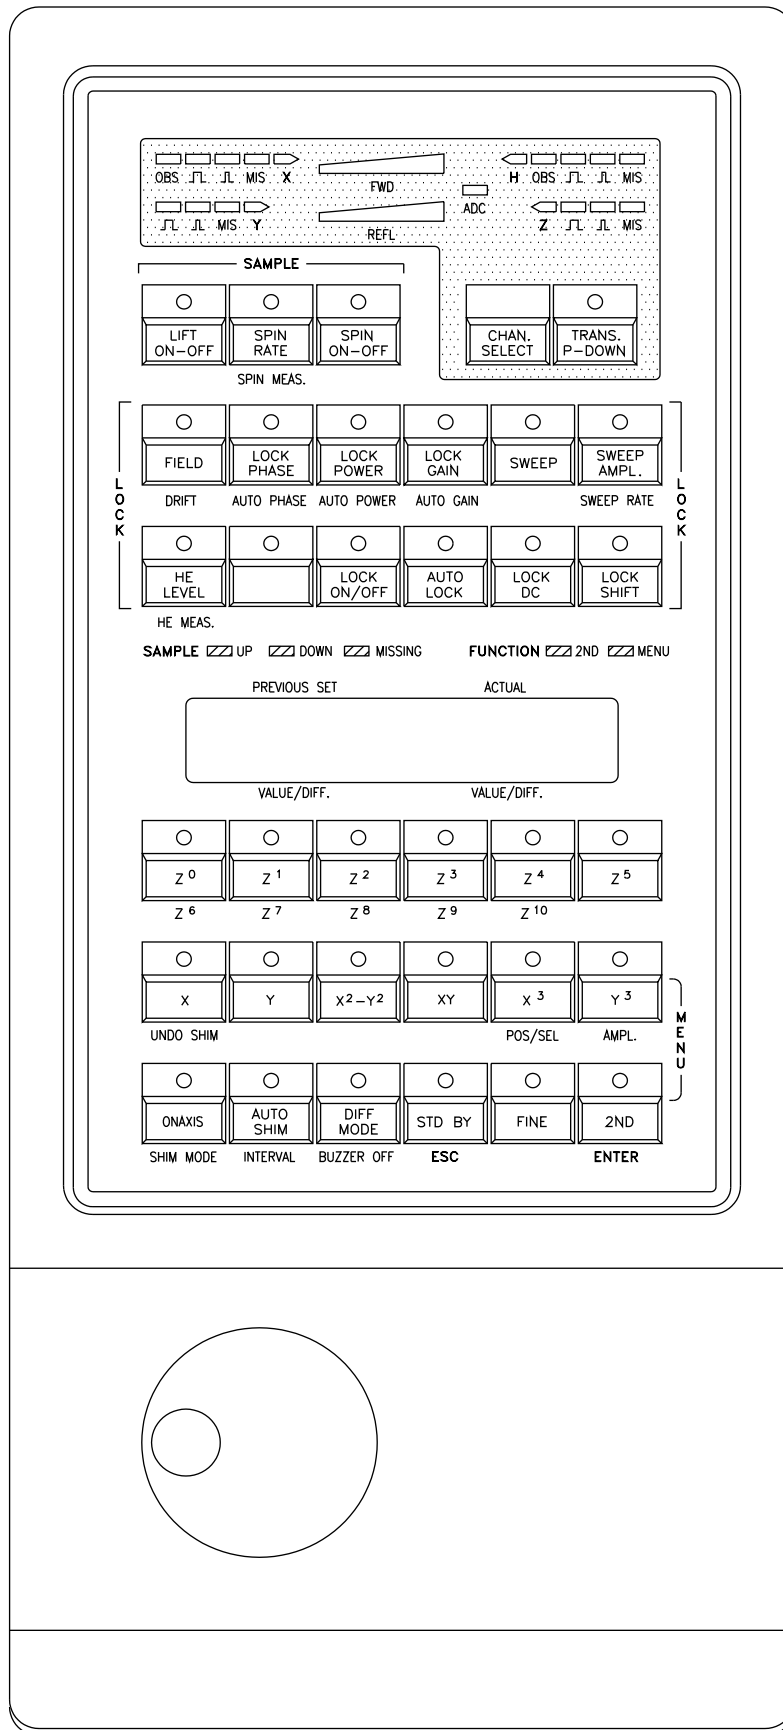 OBS MIS X FWD H OBS MIS
MIS Y REFL ADC Z MIS
SAMPLE
LIFT ON-OFF SPIN RATE SPIN ON-OFF CHAN. SELECT TRANS. P-DOWN
SPIN MEAS.
LOCK
FIELD LOCK PHASE LOCK POWER LOCK GAIN SWEEP SWEEP AMPL.
LOCK
DRIFT AUTO PHASE AUTO POWER AUTO GAIN SWEEP RATE
HE LEVEL LOCK ON/OFF AUTO LOCK LOCK DC LOCK SHIFT
HE MEAS.
SAMPLE UP DOWN MISSING FUNCTION 2ND MENU
PREVIOUS SET ACTUAL
VALUE/DIFF. VALUE/DIFF.
Z⁰ Z¹ Z² Z³ Z⁴ Z⁵
Z⁶ Z⁷ Z⁸ Z⁹ Z¹⁰
X Y X²-Y² XY X³ Y³
UNDO SHIM POS/SEL AMPL.
MENU
ONAXIS AUTO SHIM DIFF MODE STD BY FINE 2ND
SHIM MODE INTERVAL BUZZER OFF ESC ENTER